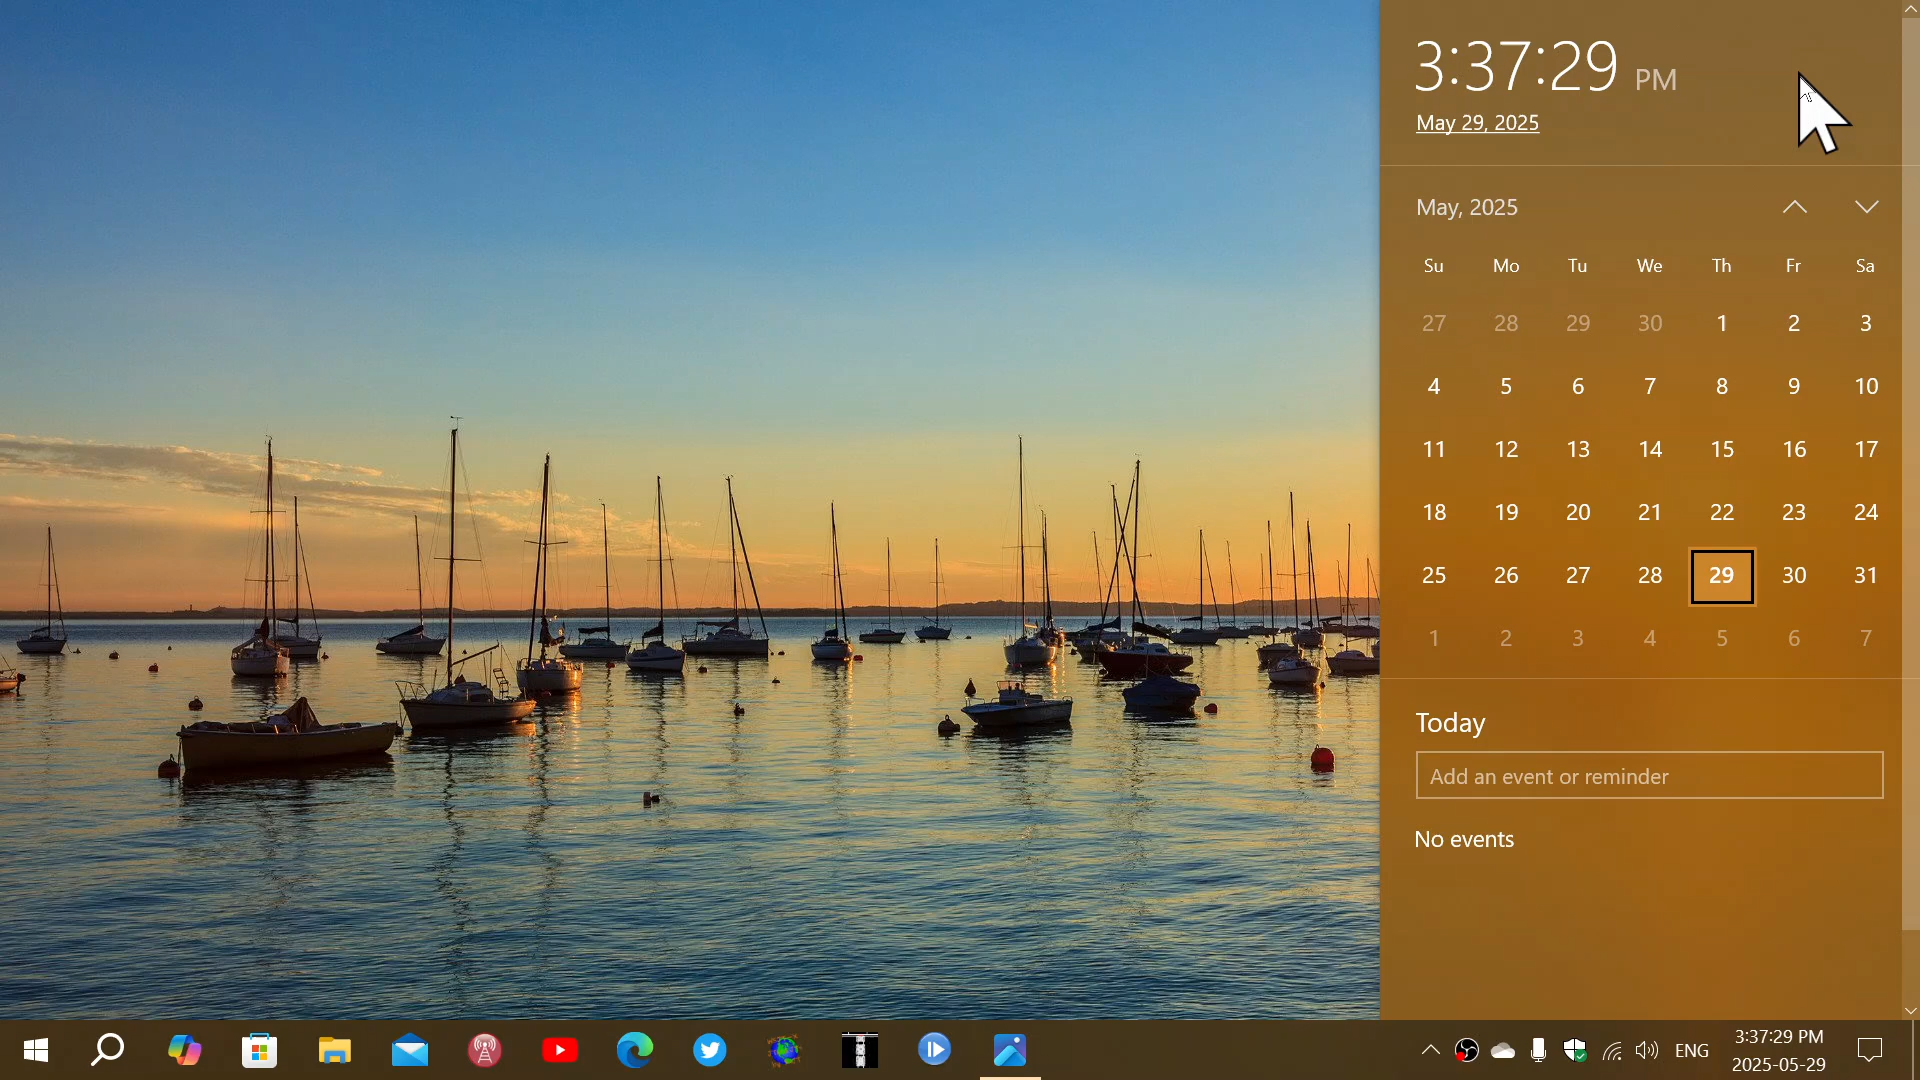 3:37:29 PM
May 29, 2025
May, 2025
Su Mo Tu We Th Fr Sa
27 28 29 30 1 2 3
4 5 6 7 8 9 10
11 12 13 14 15 16 17
18 19 20 21 22 23 24
25 26 27 28 29 30 31
1 2 3 4 5 6 7
Today
Add an event or reminder
No events
ENG
3:37:29 PM
2025-05-29